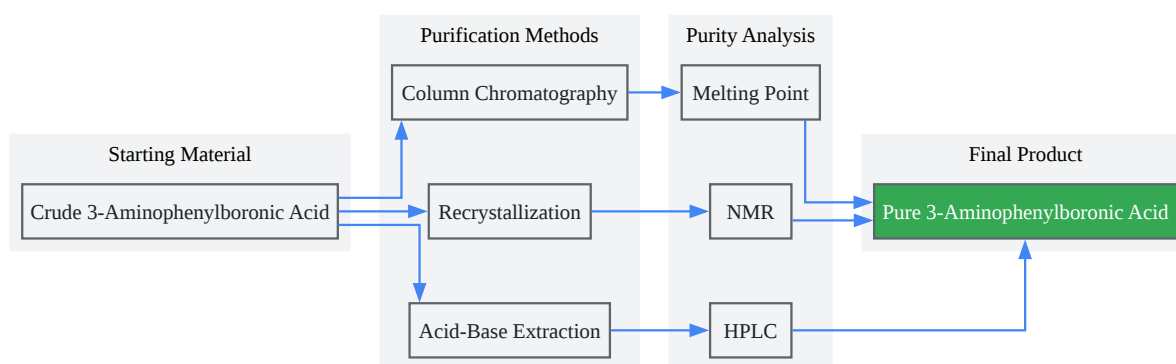 Purification Methods
Purity Analysis
Column Chromatography
Melting Point
Starting Material
Final Product
Crude 3-Aminophenylboronic Acid
Recrystallization
NMR
Pure 3-Aminophenylboronic Acid
Acid-Base Extraction
HPLC